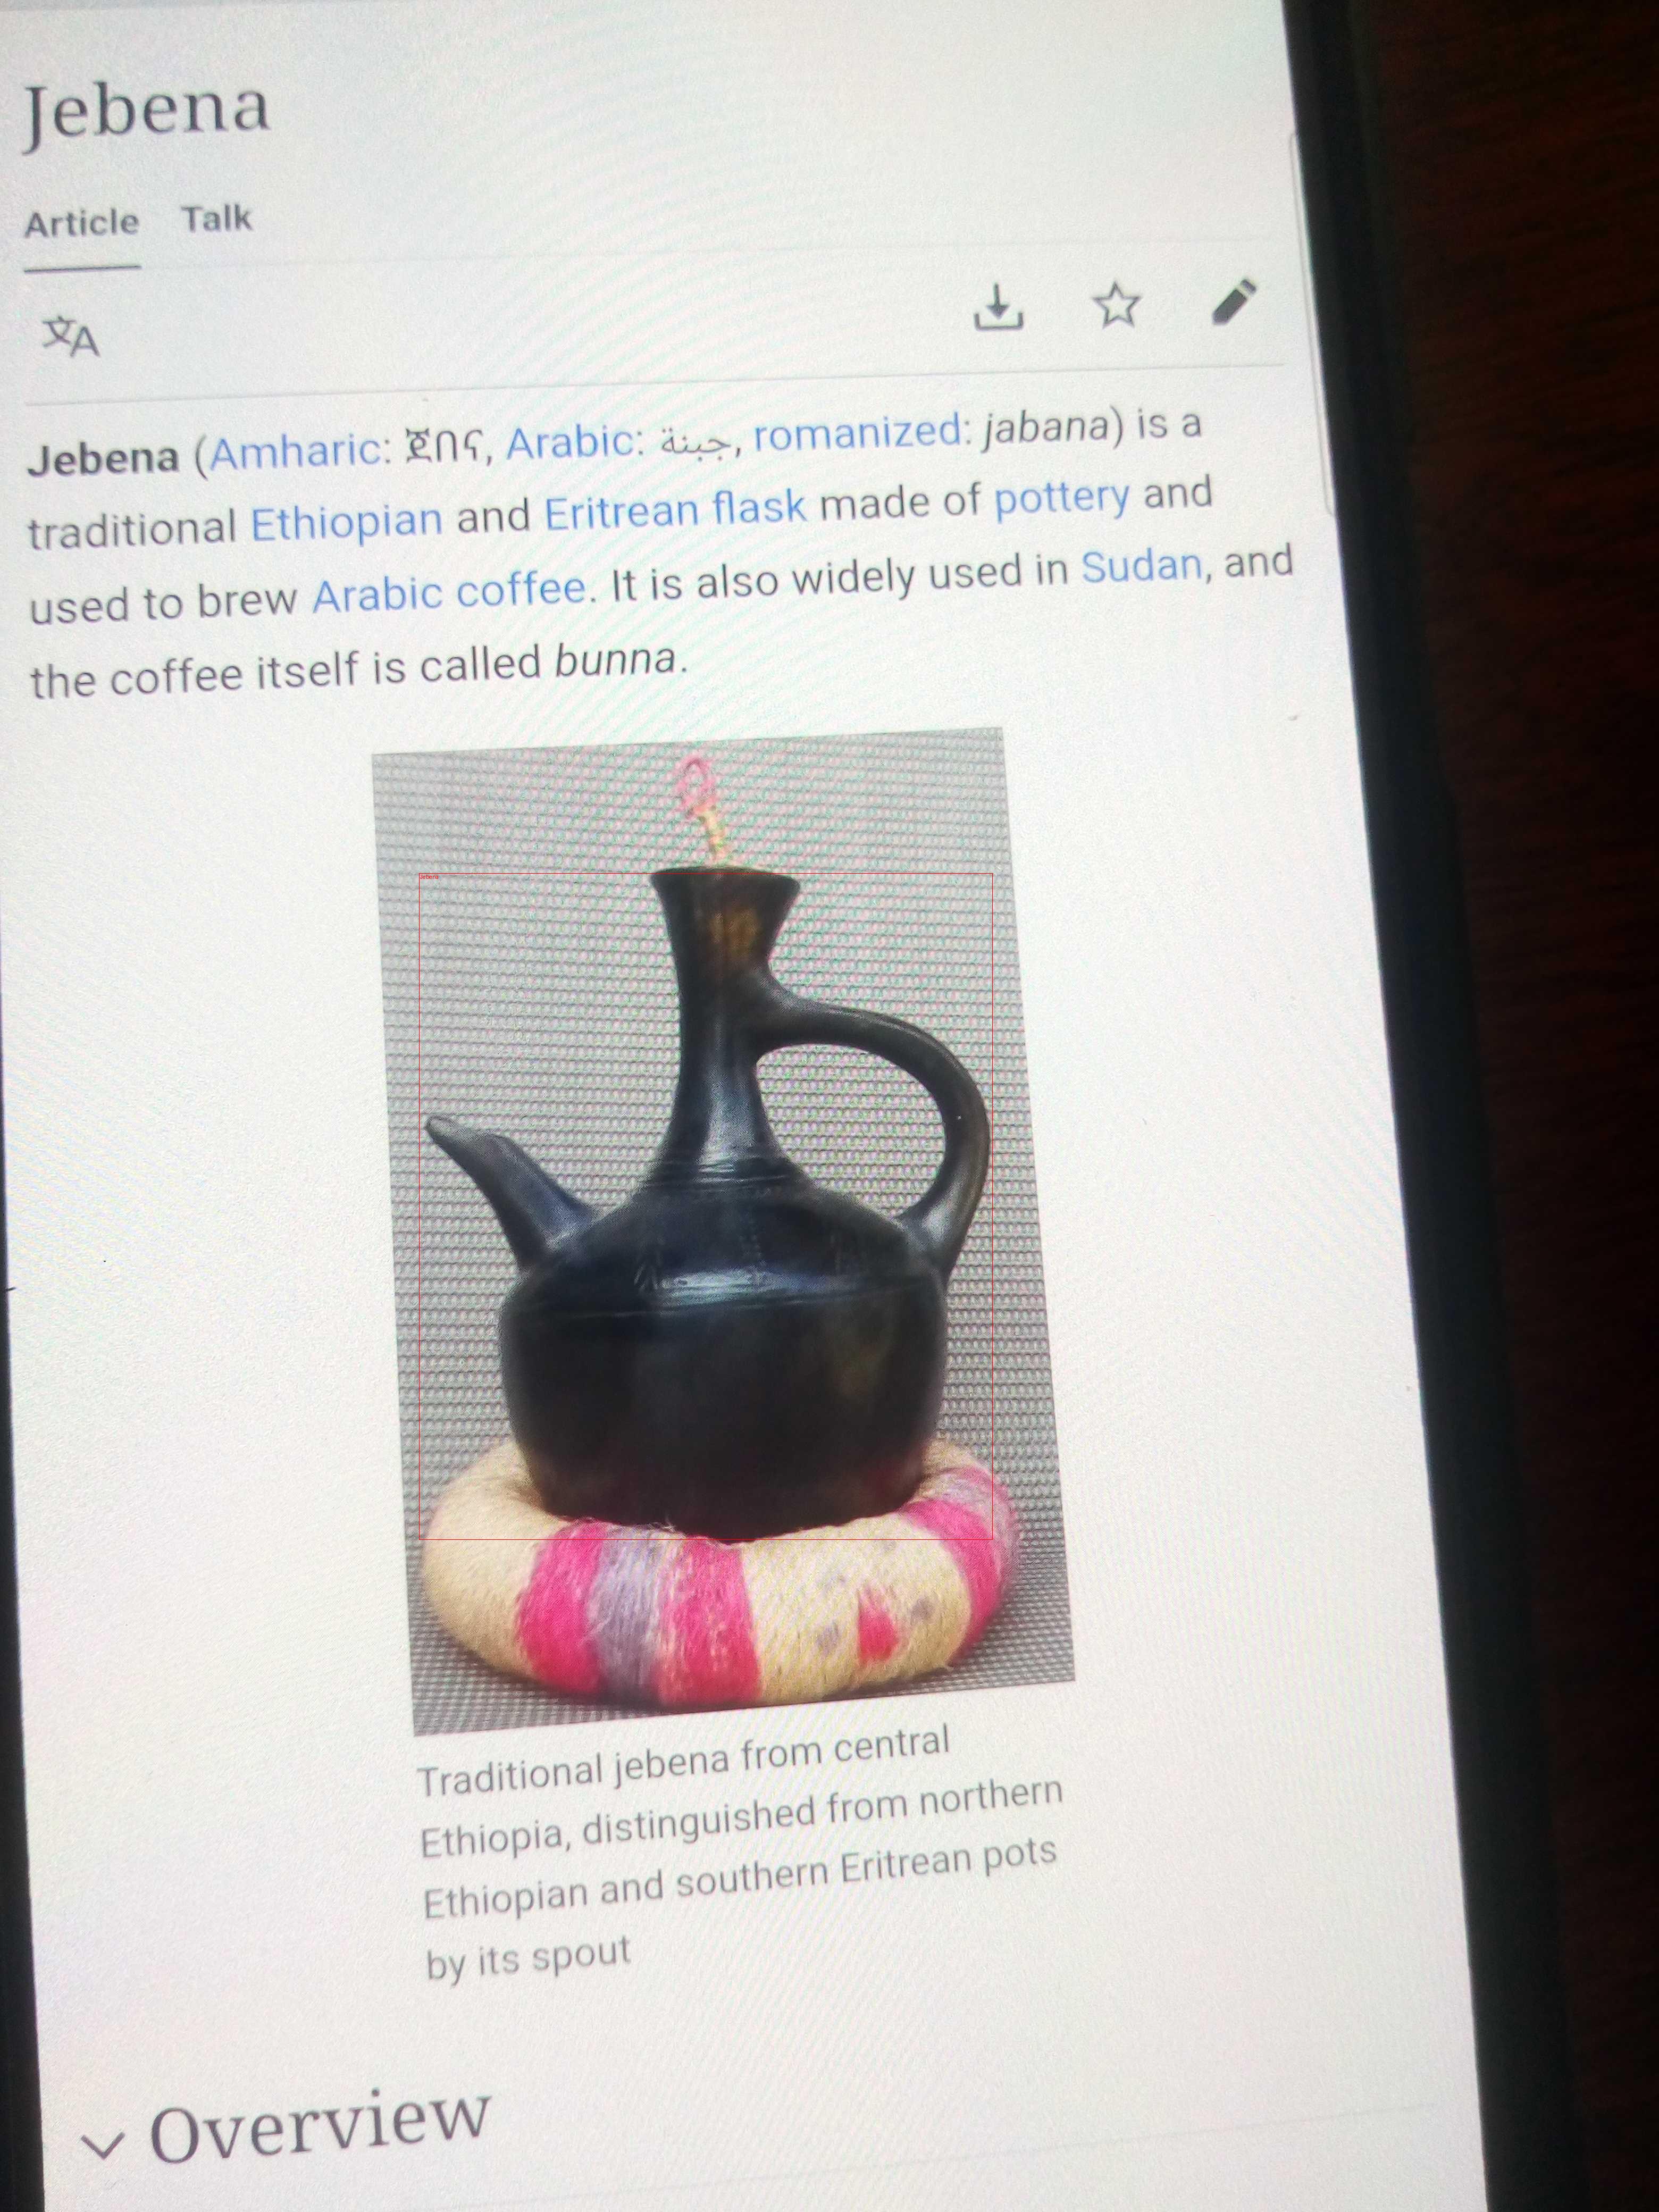 Jebena
Article Talk
Jebena (Amharic: ጀበና, Arabic: جبنة, romanized: jabana) is a
traditional Ethiopian and Eritrean flask made of pottery and
used to brew Arabic coffee. It is also widely used in Sudan, and
the coffee itself is called bunna.
Traditional jebena from central
Ethiopia, distinguished from northern
Ethiopian and southern Eritrean pots
by its spout
Overview